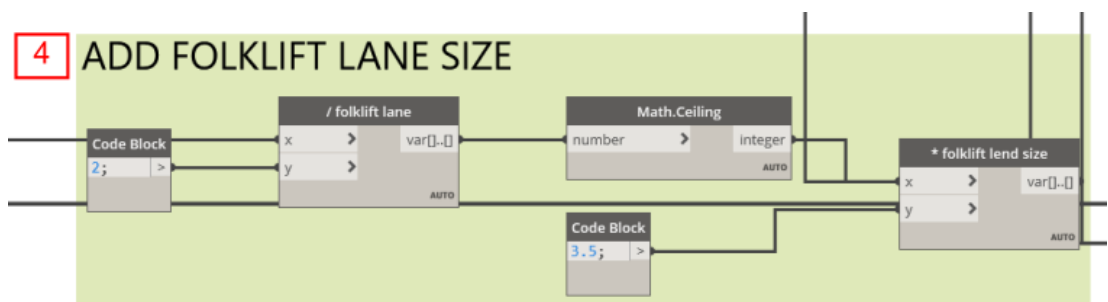 4 ADD FOLKLIFT LANE SIZE
Code Block
2; >
/ folklift lane
x > var[]..[]
y >
AUTO
Math.Ceiling
number > integer
AUTO
Code Block
3.5; >
* folklift lend size
x > var[]..[]
y >
AUTO